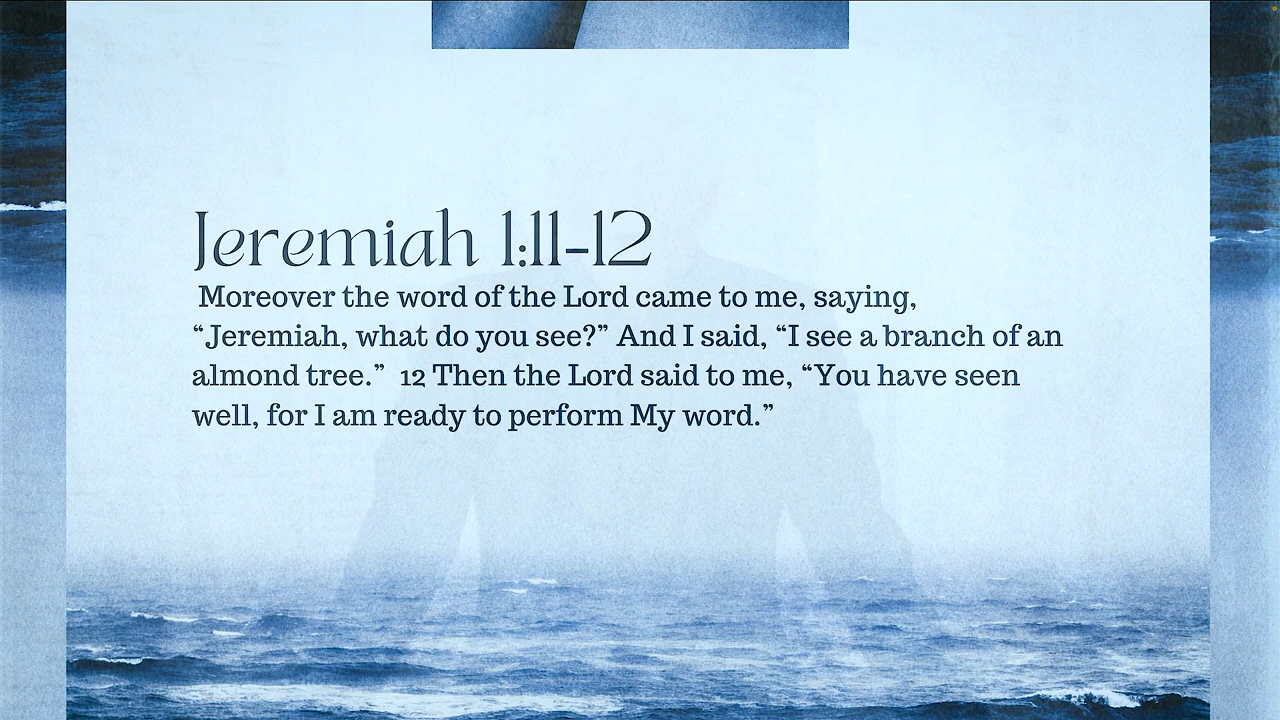 Jeremiah 1:11-12
Moreover the word of the Lord came to me, saying,
“Jeremiah, what do you see?” And I said, “I see a branch of an
almond tree.”  12 Then the Lord said to me, “You have seen
well, for I am ready to perform My word.”